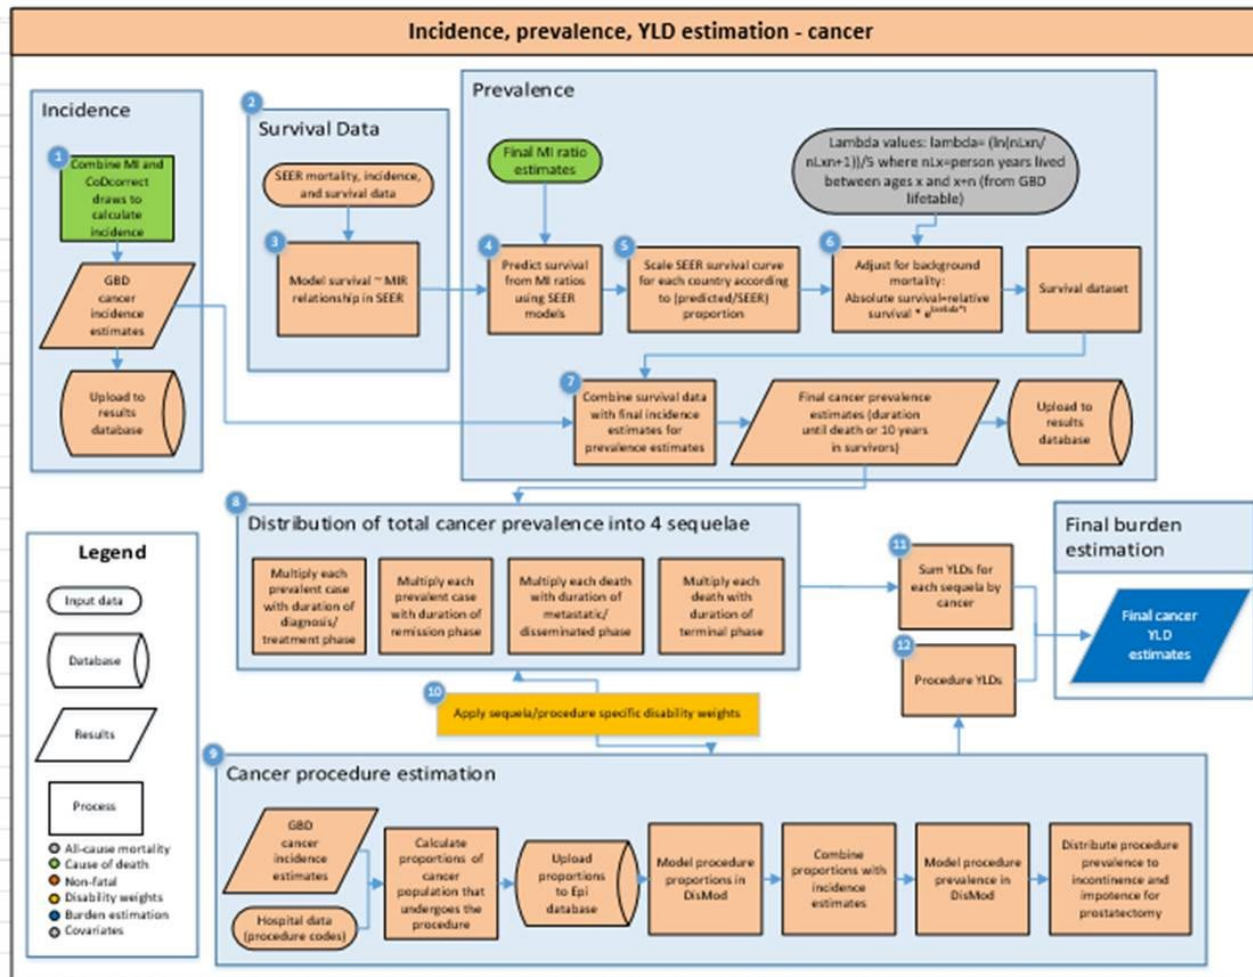 Incidence, prevalence, YLD estimation - cancer
Incidence
1
Combine MI and
CoDcorrect
draws to
calculate
incidence
GBD
cancer
incidence
estimates
Upload to
results
database
2
Survival Data
SEER mortality, incidence,
and survival data
3
Model survival ~ MIR
relationship in SEER
Prevalence
Final MI ratio
estimates
Lambda values: lambda= (ln(nLxn/
nLxn+1))/5 where nLx=person years lived
between ages x and x+n (from GBD
lifetable)
4
Predict survival
from MI ratios
using SEER
models
5
Scale SEER survival curve
for each country according
to (predicted/SEER)
proportion
6
Adjust for background
mortality:
Absolute survival=relative
survival * e^(lambda*t)
Survival dataset
7
Combine survival data
with final incidence
estimates for
prevalence estimates
Final cancer prevalence
estimates (duration
until death or 10 years
in survivors)
Upload to
results
database
8
Distribution of total cancer prevalence into 4 sequelae
Multiply each
prevalent case
with duration of
diagnosis/
treatment phase
Multiply each
prevalent case
with duration of
remission phase
Multiply each death
with duration of
metastatic/
disseminated phase
Multiply each
death with
duration of
terminal phase
11
Sum YLDs for
each sequela by
cancer
12
Procedure YLDs
Final burden
estimation
Final cancer
YLD
estimates
10
Apply sequela/procedure specific disability weights
9
Cancer procedure estimation
GBD
cancer
incidence
estimates
Hospital data
(procedure codes)
Calculate
proportions of
cancer
population that
undergoes the
procedure
Upload
proportions
to Epi
database
Model procedure
proportions in
DisMod
Combine
proportions with
incidence
estimates
Model procedure
prevalence in
DisMod
Distribute procedure
prevalence to
incontinence and
impotence for
prostatectomy
Legend
Input data
Database
Results
Process
All-cause mortality
Cause of death
Non-fatal
Disability weights
Burden estimation
Covariates